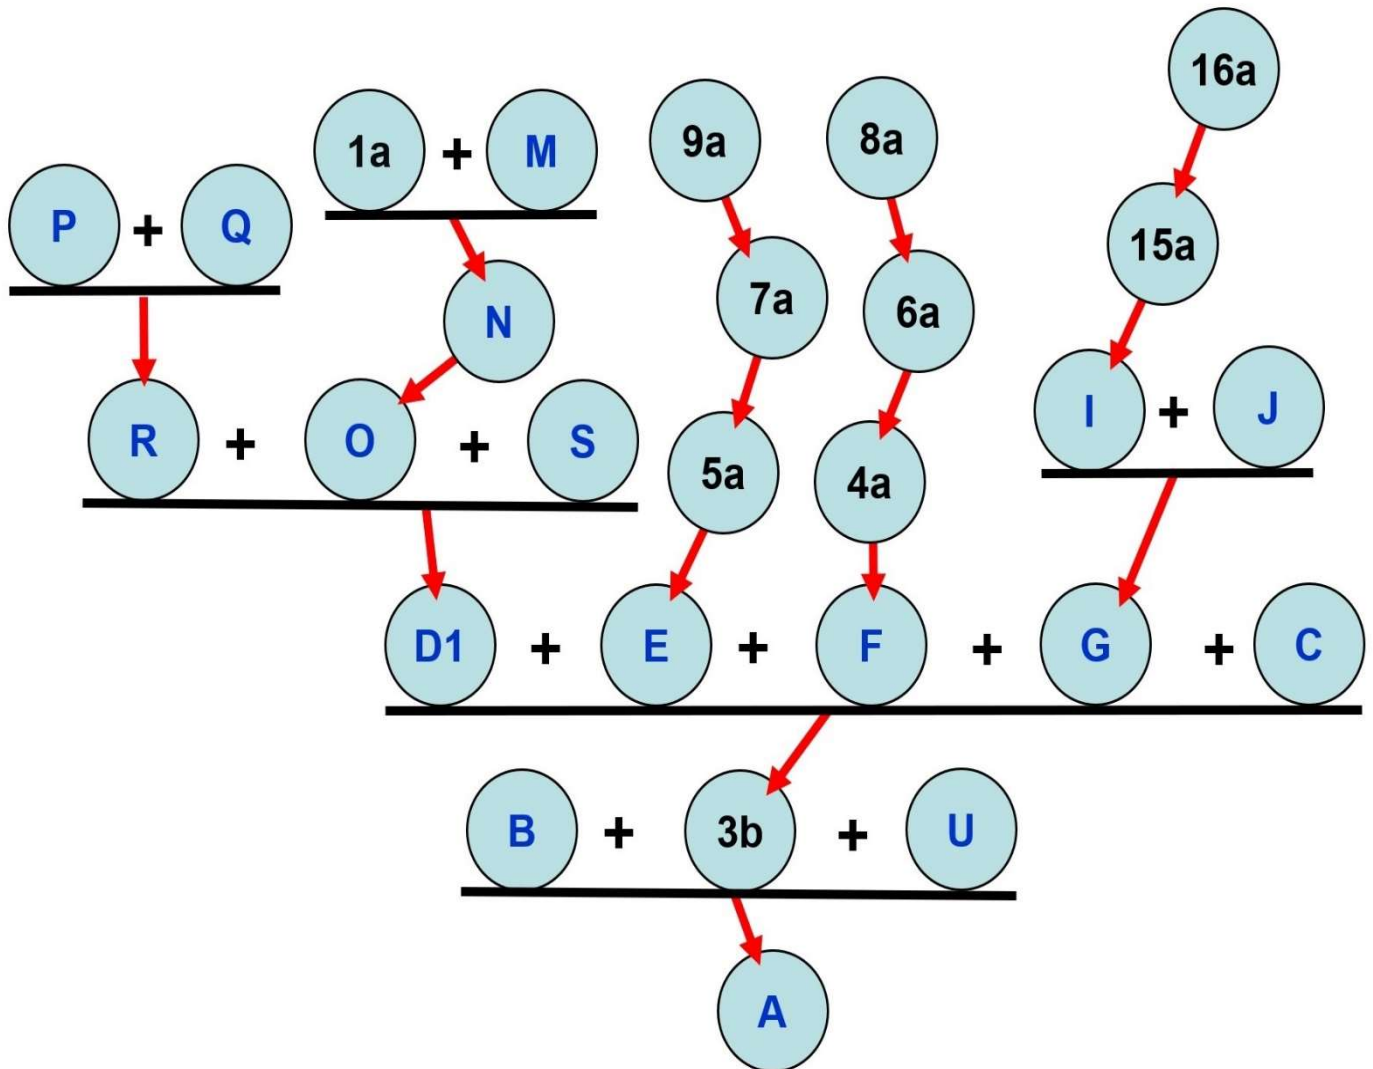 16a
1a + M
9a
8a
P + Q
15a
7a
N
6a
I + J
R + O + S
5a
4a
D1 + E + F + G + C
B + 3b + U
A